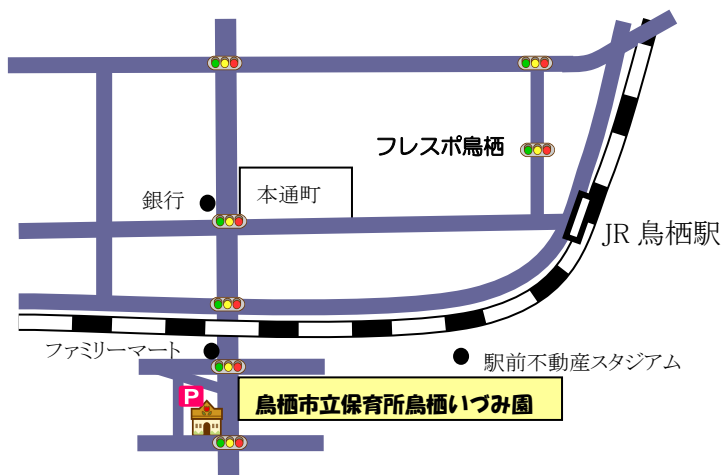 フレスポ鳥栖
銀行
本通町
JR 鳥栖駅
ファミリーマート
駅前不動産スタジアム
P
鳥栖市立保育所鳥栖いづみ園